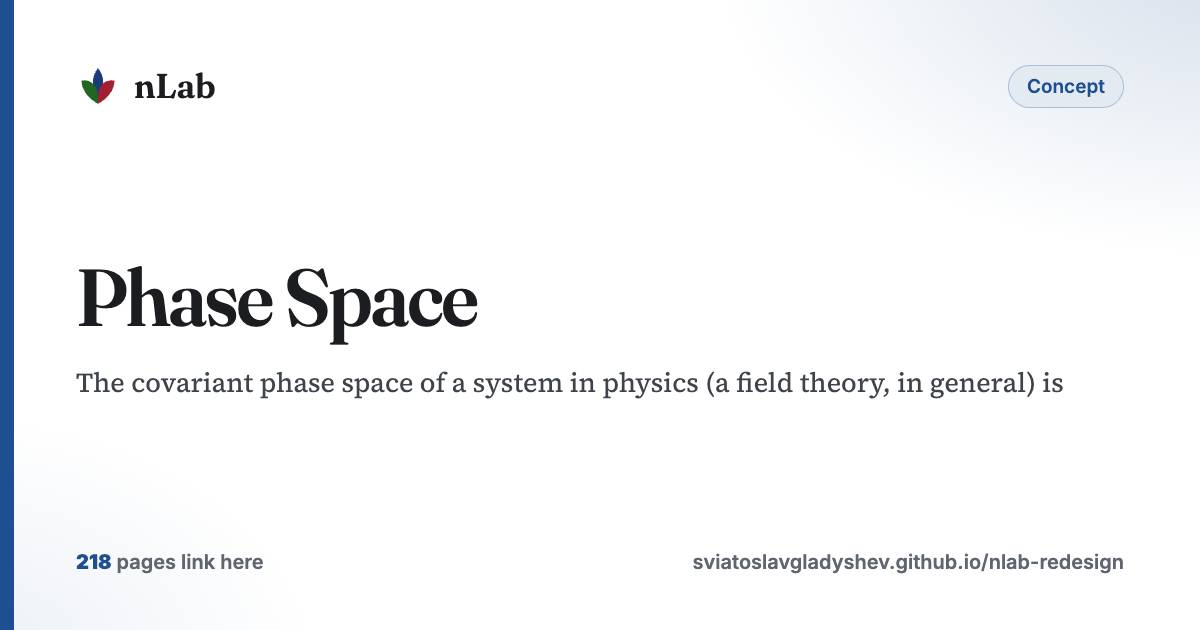 nLab
Concept
Phase Space
The covariant phase space of a system in physics (a field theory, in general) is
218 pages link here
sviatoslavgladyshev.github.io/nlab-redesign